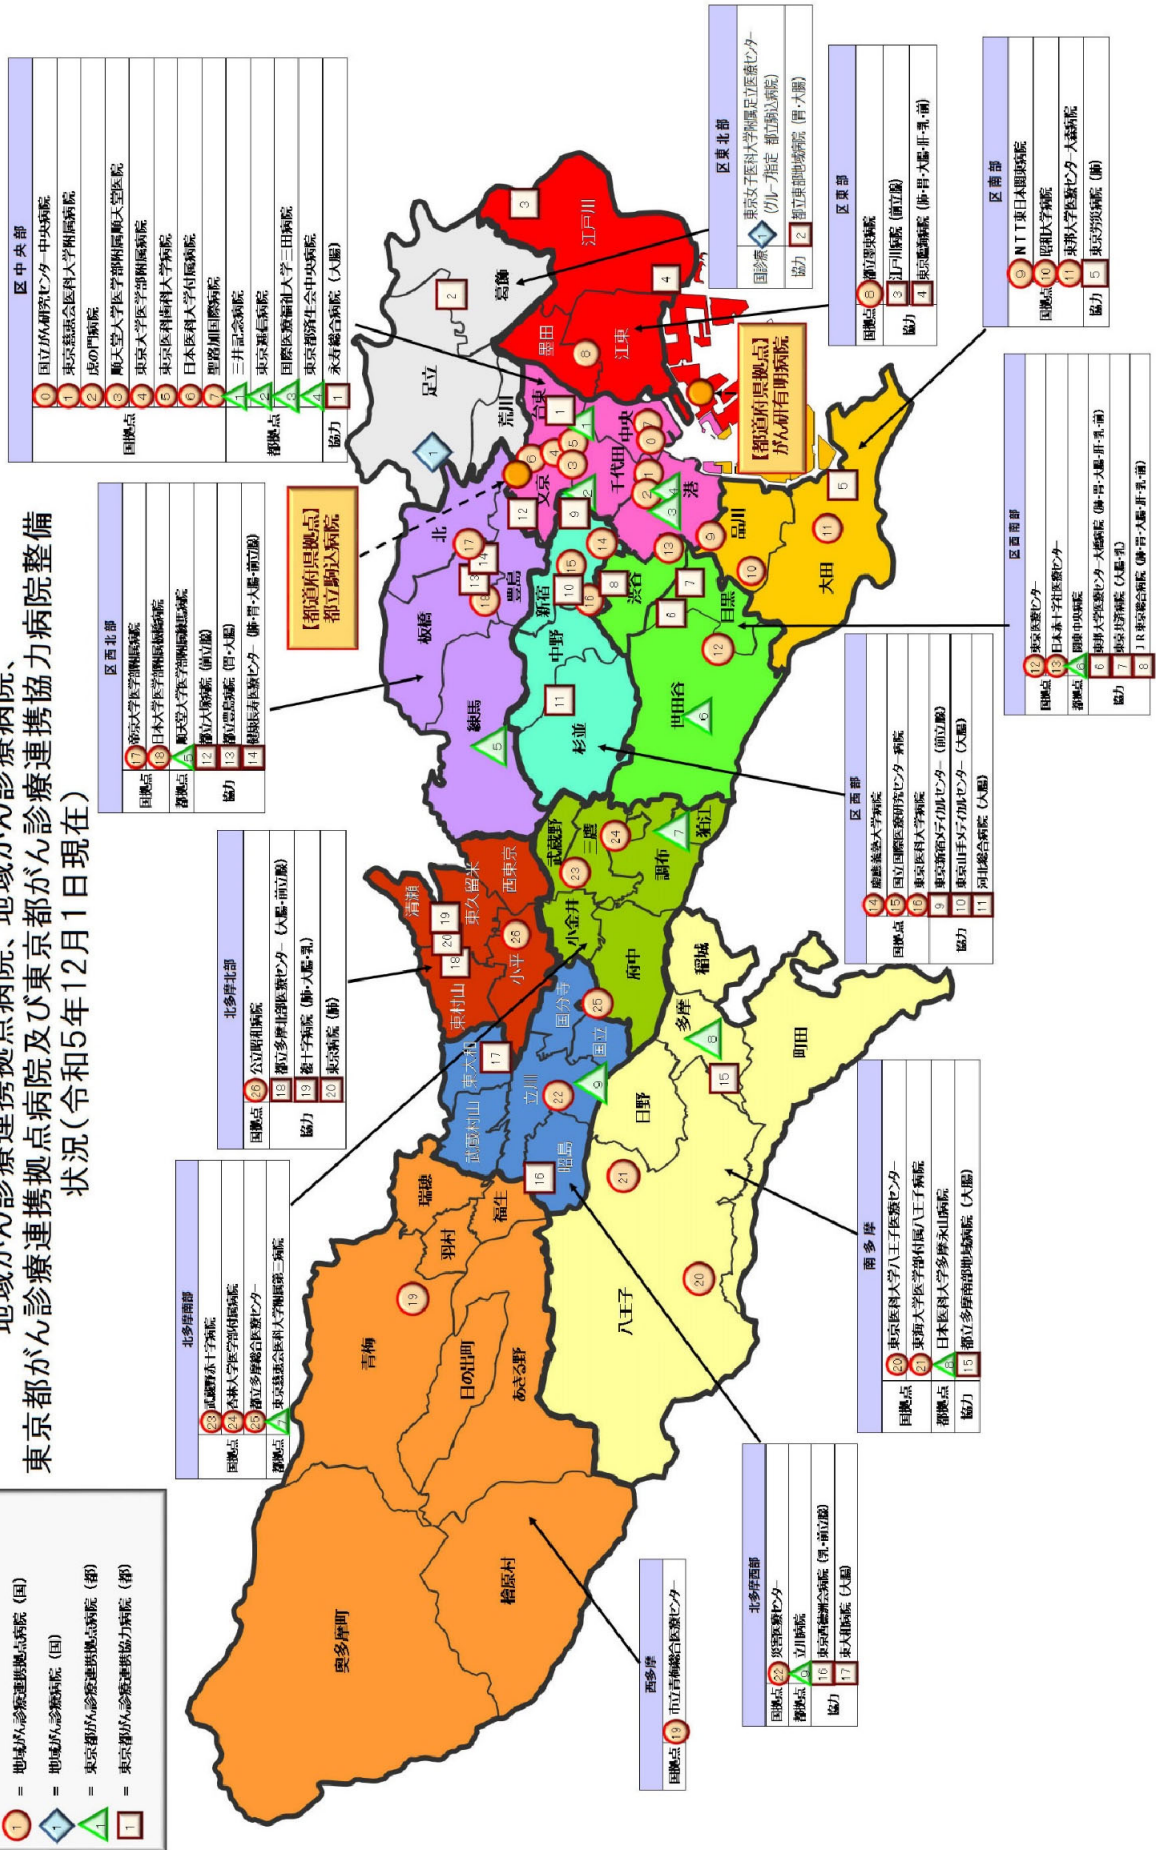 地域がん診療連携拠点病院、地域がん診療病院、
東京都がん診療連携拠点病院及び東京都がん診療連携協力病院整備
状況(令和5年12月1日現在)
1 = 地域がん診療連携拠点病院(国)
1 = 地域がん診療病院(国)
1 = 東京都がん診療連携拠点病院(都)
1 = 東京都がん診療連携協力病院(都)
区中央部
国拠点
0 国立がん研究センター中央病院
1 東京慈恵会医科大学附属病院
2 虎の門病院
3 順天堂大学医学部附属順天堂医院
4 東京大学医学部附属病院
5 東京医科歯科大学病院
6 日本医科大学付属病院
7 聖路加国際病院
都拠点
1 三井記念病院
2 東京逓信病院
3 国際医療福祉大学三田病院
4 東京都済生会中央病院
協力 1 永寿総合病院(大腸)
区西北部
国拠点
17 帝京大学医学部附属病院
18 日本大学医学部附属板橋病院
都拠点 5 順天堂大学医学部附属練馬病院
協力
12 都立大塚病院(前立腺)
13 都立豊島病院(胃・大腸)
14 健康長寿医療センター(肺・胃・大腸・前立腺)
北多摩北部
国拠点 26 公立昭和病院
協力
18 都立多摩北部医療センター(大腸・前立腺)
19 複十字病院(肺・大腸・乳)
20 東京病院(肺)
北多摩南部
国拠点
23 武蔵野赤十字病院
24 杏林大学医学部付属病院
25 都立多摩総合医療センター
都拠点 7 東京慈恵会医科大学附属第三病院
【都道府県拠点】
都立駒込病院
【都道府県拠点】
がん研有明病院
区東北部
国診療 1 東京女子医科大学附属足立医療センター
(グループ指定 都立駒込病院)
協力 2 都立東部地域病院(胃・大腸)
区東部
国拠点 8 都立墨東病院
協力
3 江戸川病院(前立腺)
4 東京臨海病院(肺・胃・大腸・肝・乳・前)
区南部
国拠点
9 NTT東日本関東病院
10 昭和大学病院
11 東邦大学医療センター大森病院
協力 5 東京労災病院(肺)
区西南部
国拠点
12 東京医療センター
13 日本赤十字社医療センター
都拠点 6 関東中央病院
協力
6 東邦大学医療センター大橋病院(肺・胃・大腸・肝・乳・前)
7 東京共済病院(大腸・乳)
8 JR東京総合病院(肺・胃・大腸・肝・乳・前)
区西部
国拠点
14 慶應義塾大学病院
15 国立国際医療研究センター病院
16 東京医科大学病院
協力
9 東京新宿メディカルセンター(前立腺)
10 東京山手メディカルセンター(大腸)
11 河北総合病院(大腸)
南多摩
国拠点
20 東京医科大学八王子医療センター
21 東海大学医学部付属八王子病院
都拠点 8 日本医科大学多摩永山病院
協力 15 都立多摩南部地域病院(大腸)
北多摩西部
国拠点 22 災害医療センター
都拠点 9 立川病院
協力
16 東京西徳洲会病院(乳・前立腺)
17 東大和病院(大腸)
西多摩
国拠点 19 市立青梅総合医療センター
奥多摩町
檜原村
青梅
日の出町
あきる野
羽村
瑞穂
福生
武蔵村山
東大和
立川
昭島
国分寺
国立
東村山
清瀬
東久留米
小平
西東京
小金井
武蔵野
三鷹
府中
調布
狛江
八王子
日野
多摩
稲城
町田
練馬
板橋
北
豊島
杉並
中野
新宿
世田谷
目黒
渋谷
品川
大田
文京
台東
千代田
中央
港
荒川
足立
葛飾
墨田
江東
江戸川